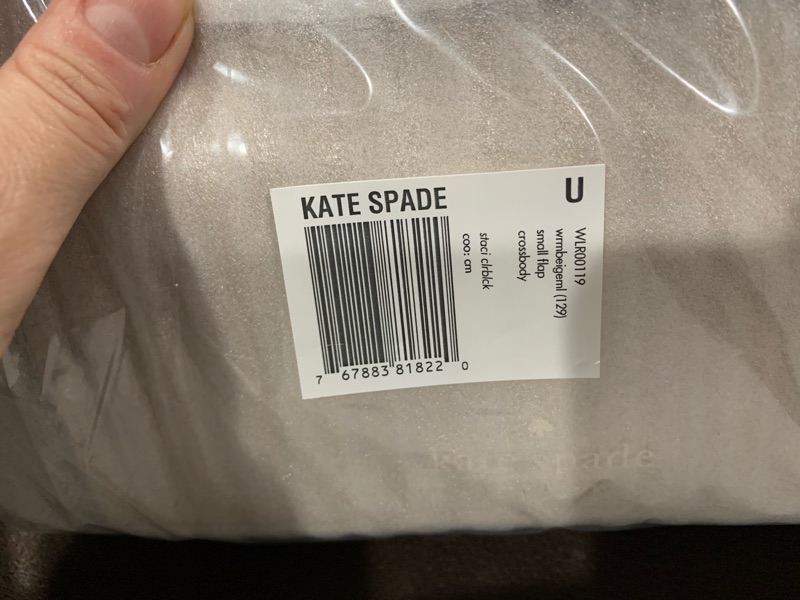 KATE SPADE
U
7 67883 81822 0
WLR00119
wrmbeigeml (129)
small flap
crossbody
staci clrblck
coo: cm
kate spade